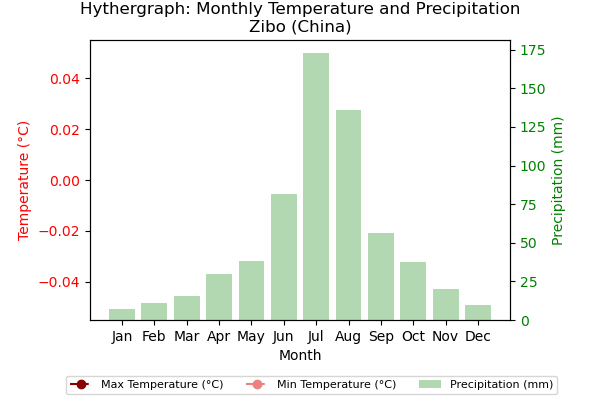 Hythergraph: Monthly Temperature and Precipitation
Zibo (China)
Temperature (°C)
0.04
0.02
0.00
−0.02
−0.04
175
150
125
100
75
50
25
0
Precipitation (mm)
Jan Feb Mar Apr May Jun Jul Aug Sep Oct Nov Dec
Month
Max Temperature (°C) Min Temperature (°C) Precipitation (mm)